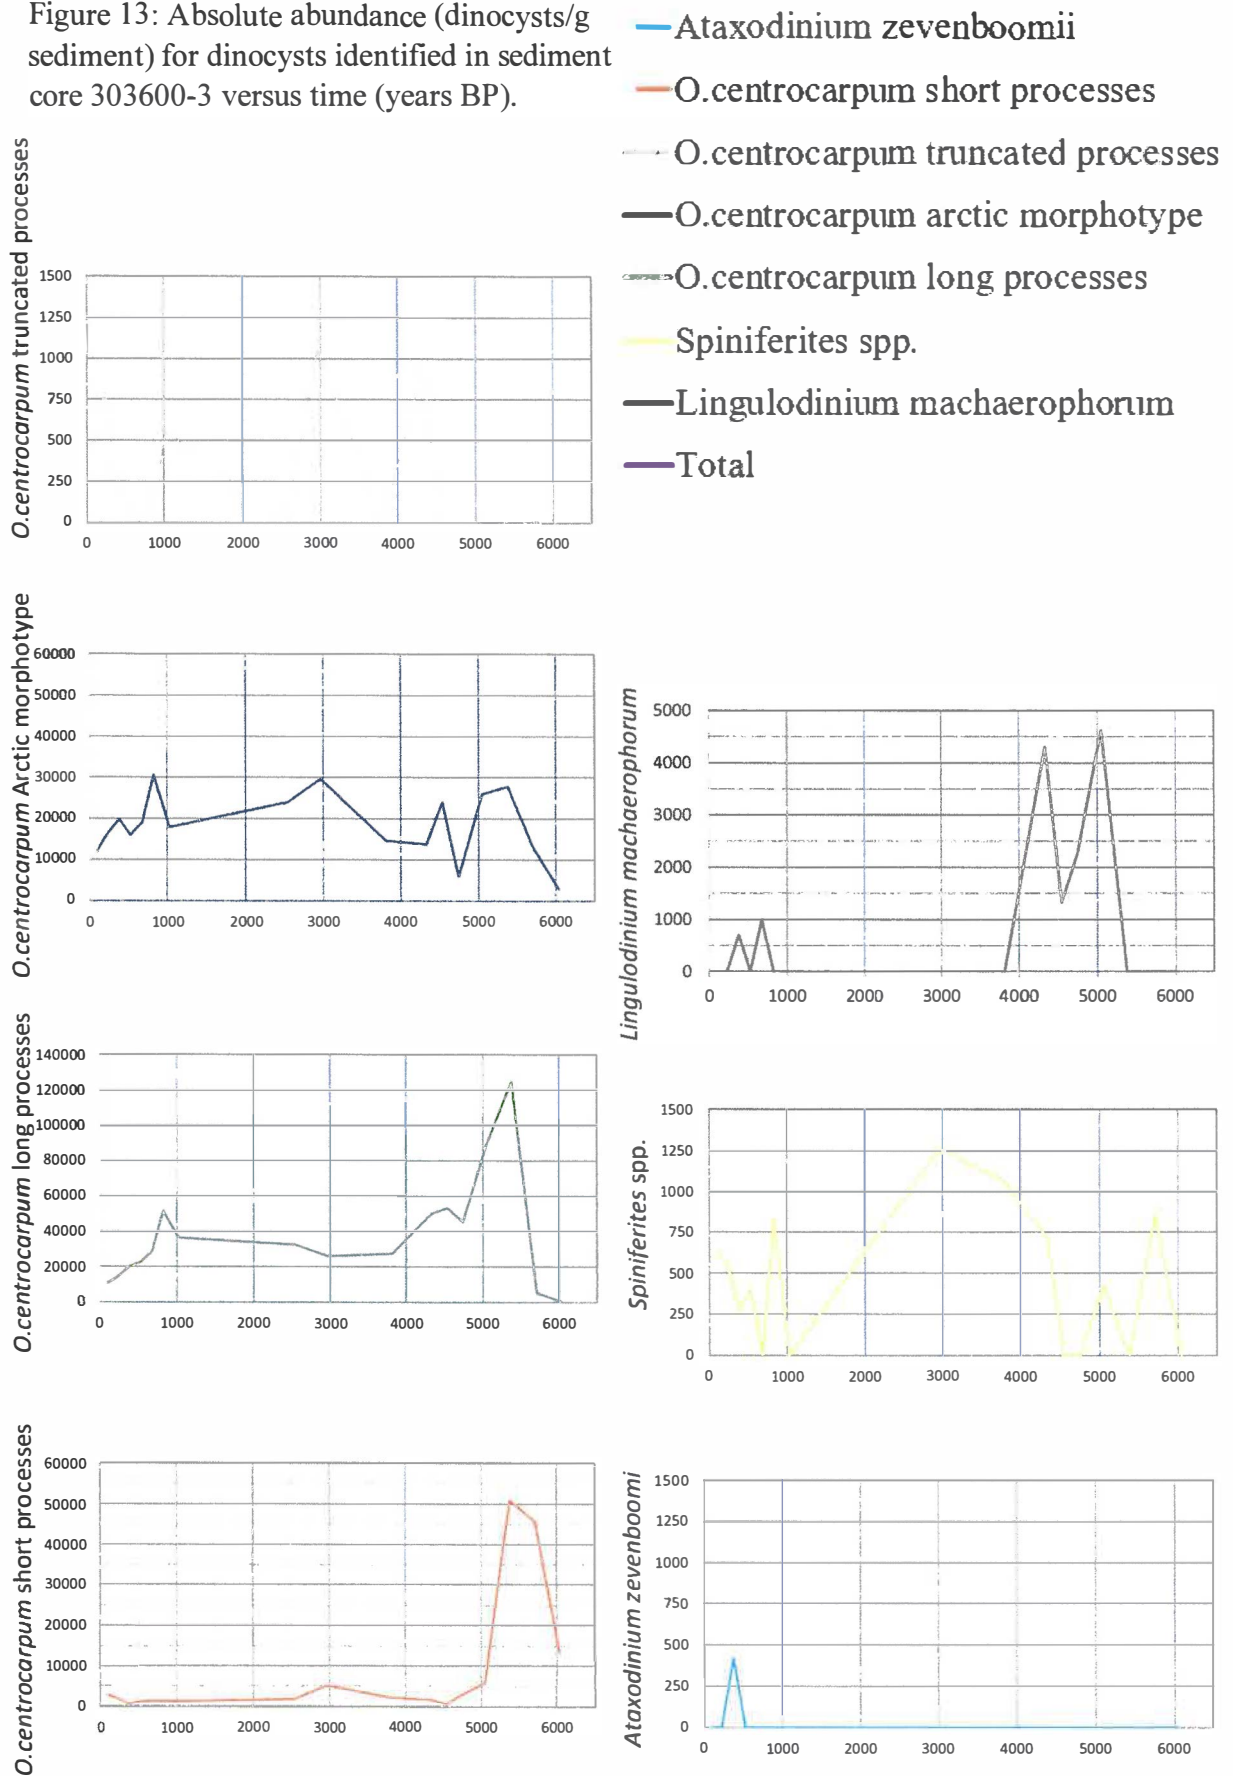 Figure 13: Absolute abundance (dinocysts/g
sediment) for dinocysts identified in sediment
core 303600-3 versus time (years BP).
Ataxodinium zevenboomii
O.centrocarpum short processes
O.centrocarpum truncated processes
O.centrocarpum arctic morphotype
O.centrocarpum long processes
Spiniferites spp.
Lingulodinium machaerophorum
Total
O.centrocarpum truncated processes
1500
1250
1000
750
500
250
0
0 1000 2000 3000 4000 5000 6000
O.centrocarpum Arctic morphotype
60000
50000
40000
30000
20000
10000
0
0 1000 2000 3000 4000 5000 6000
Lingulodinium machaerophorum
5000
4000
3000
2000
1000
0
0 1000 2000 3000 4000 5000 6000
O.centrocarpum long processes
140000
120000
100000
80000
60000
40000
20000
0
0 1000 2000 3000 4000 5000 6000
Spiniferites spp.
1500
1250
1000
750
500
250
0
0 1000 2000 3000 4000 5000 6000
O.centrocarpum short processes
60000
50000
40000
30000
20000
10000
0
0 1000 2000 3000 4000 5000 6000
Ataxodinium zevenboomi
1500
1250
1000
750
500
250
0
0 1000 2000 3000 4000 5000 6000